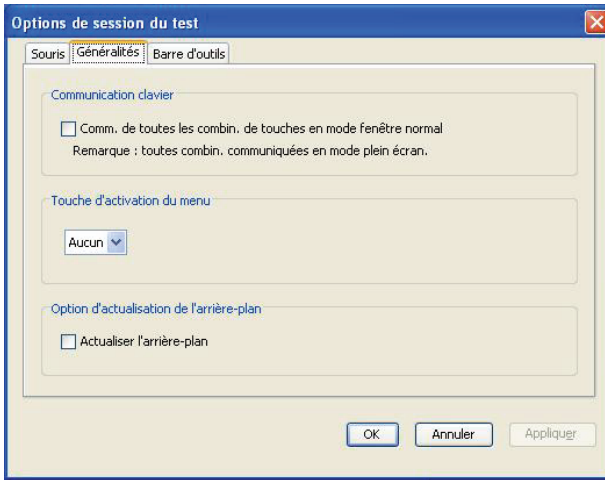 Options de session du test
Souris Généralités Barre d'outils
Communication clavier
Comm. de toutes les combin. de touches en mode fenêtre normal
Remarque : toutes combin. communiquées en mode plein écran.
Touche d'activation du menu
Aucun
Option d'actualisation de l'arrière-plan
Actualiser l'arrière-plan
OK Annuler Appliquer